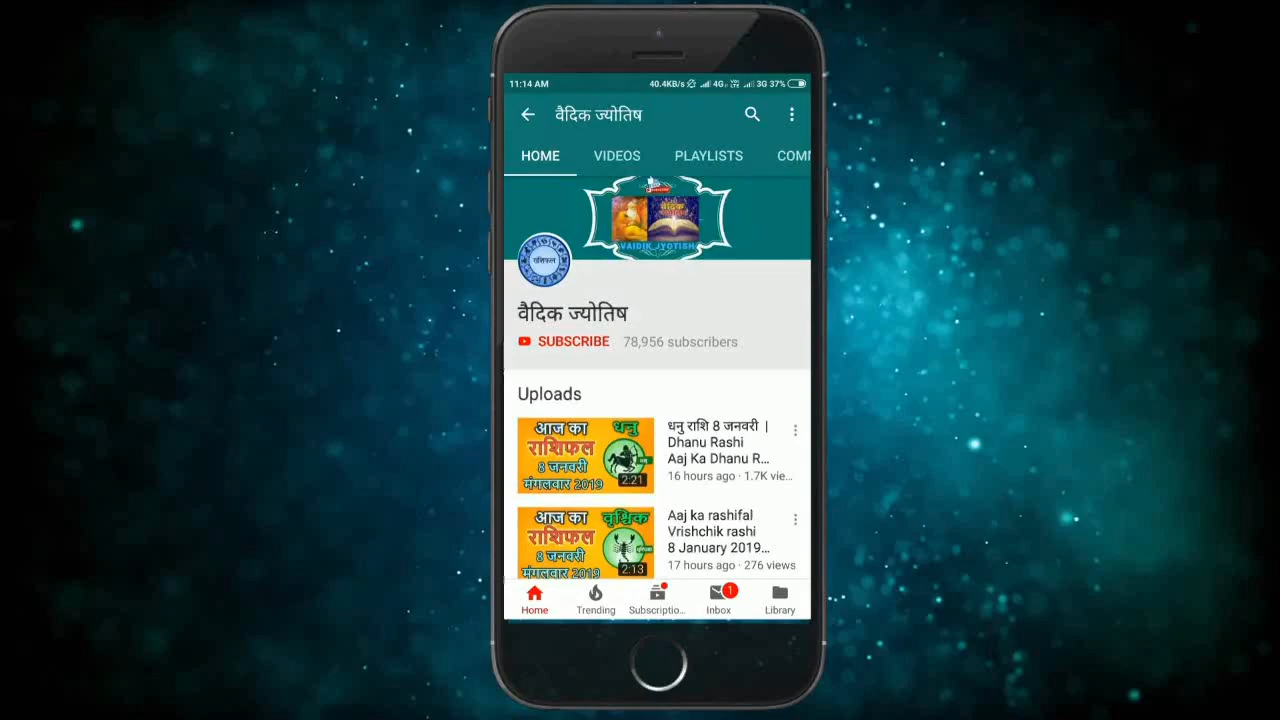 11:14 AM
40.4KB/s 4G 3G 37%
वैदिक ज्योतिष
HOME VIDEOS PLAYLISTS COMM
वैदिक
VAIDIK JYOTISH
राशिफल
वैदिक ज्योतिष
SUBSCRIBE 78,956 subscribers
Uploads
आज का धनु
राशिफल
8 जनवरी
मंगलवार 2019
2:21
धनु राशि 8 जनवरी |
Dhanu Rashi
Aaj Ka Dhanu R...
16 hours ago · 1.7K vie...
आज का वृश्चिक
राशिफल
8 जनवरी
मंगलवार 2019
2:13
Aaj ka rashifal
Vrishchik rashi
8 January 2019...
17 hours ago · 276 views
Home Trending Subscriptio... Inbox Library
1